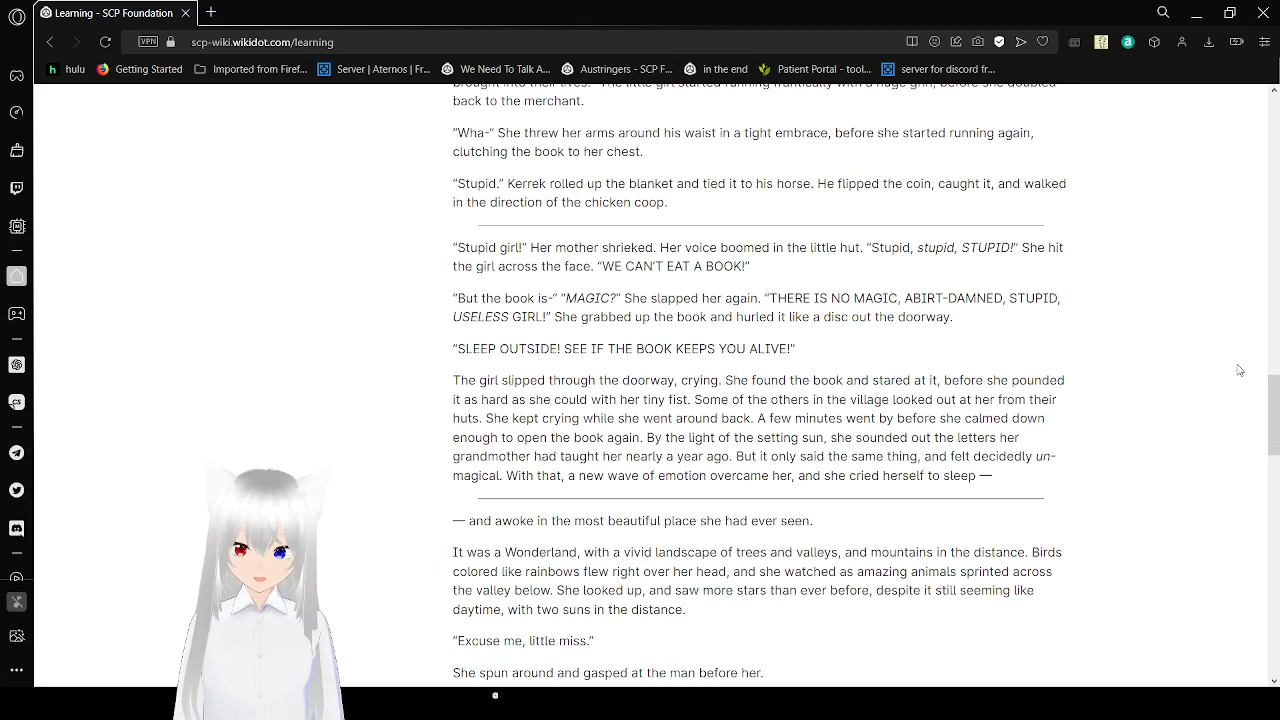 Learning - SCP Foundation
VPN
scp-wiki.wikidot.com/learning
hulu
Getting Started
Imported from Firef...
Server | Aternos | Fr...
We Need To Talk A...
Austringers - SCP F...
in the end
Patient Portal - tool...
server for discord fr...
back to the merchant.
“Wha-“ She threw her arms around his waist in a tight embrace, before she started running again,
clutching the book to her chest.
“Stupid.” Kerrek rolled up the blanket and tied it to his horse. He flipped the coin, caught it, and walked
in the direction of the chicken coop.
“Stupid girl!” Her mother shrieked. Her voice boomed in the little hut. “Stupid, stupid, STUPID!” She hit
the girl across the face. “WE CAN’T EAT A BOOK!”
“But the book is-“ “MAGIC?” She slapped her again. “THERE IS NO MAGIC, ABIRT-DAMNED, STUPID,
USELESS GIRL!” She grabbed up the book and hurled it like a disc out the doorway.
“SLEEP OUTSIDE! SEE IF THE BOOK KEEPS YOU ALIVE!”
The girl slipped through the doorway, crying. She found the book and stared at it, before she pounded
it as hard as she could with her tiny fist. Some of the others in the village looked out at her from their
huts. She kept crying while she went around back. A few minutes went by before she calmed down
enough to open the book again. By the light of the setting sun, she sounded out the letters her
grandmother had taught her nearly a year ago. But it only said the same thing, and felt decidedly un-
magical. With that, a new wave of emotion overcame her, and she cried herself to sleep —
— and awoke in the most beautiful place she had ever seen.
It was a Wonderland, with a vivid landscape of trees and valleys, and mountains in the distance. Birds
colored like rainbows flew right over her head, and she watched as amazing animals sprinted across
the valley below. She looked up, and saw more stars than ever before, despite it still seeming like
daytime, with two suns in the distance.
“Excuse me, little miss.”
She spun around and gasped at the man before her.